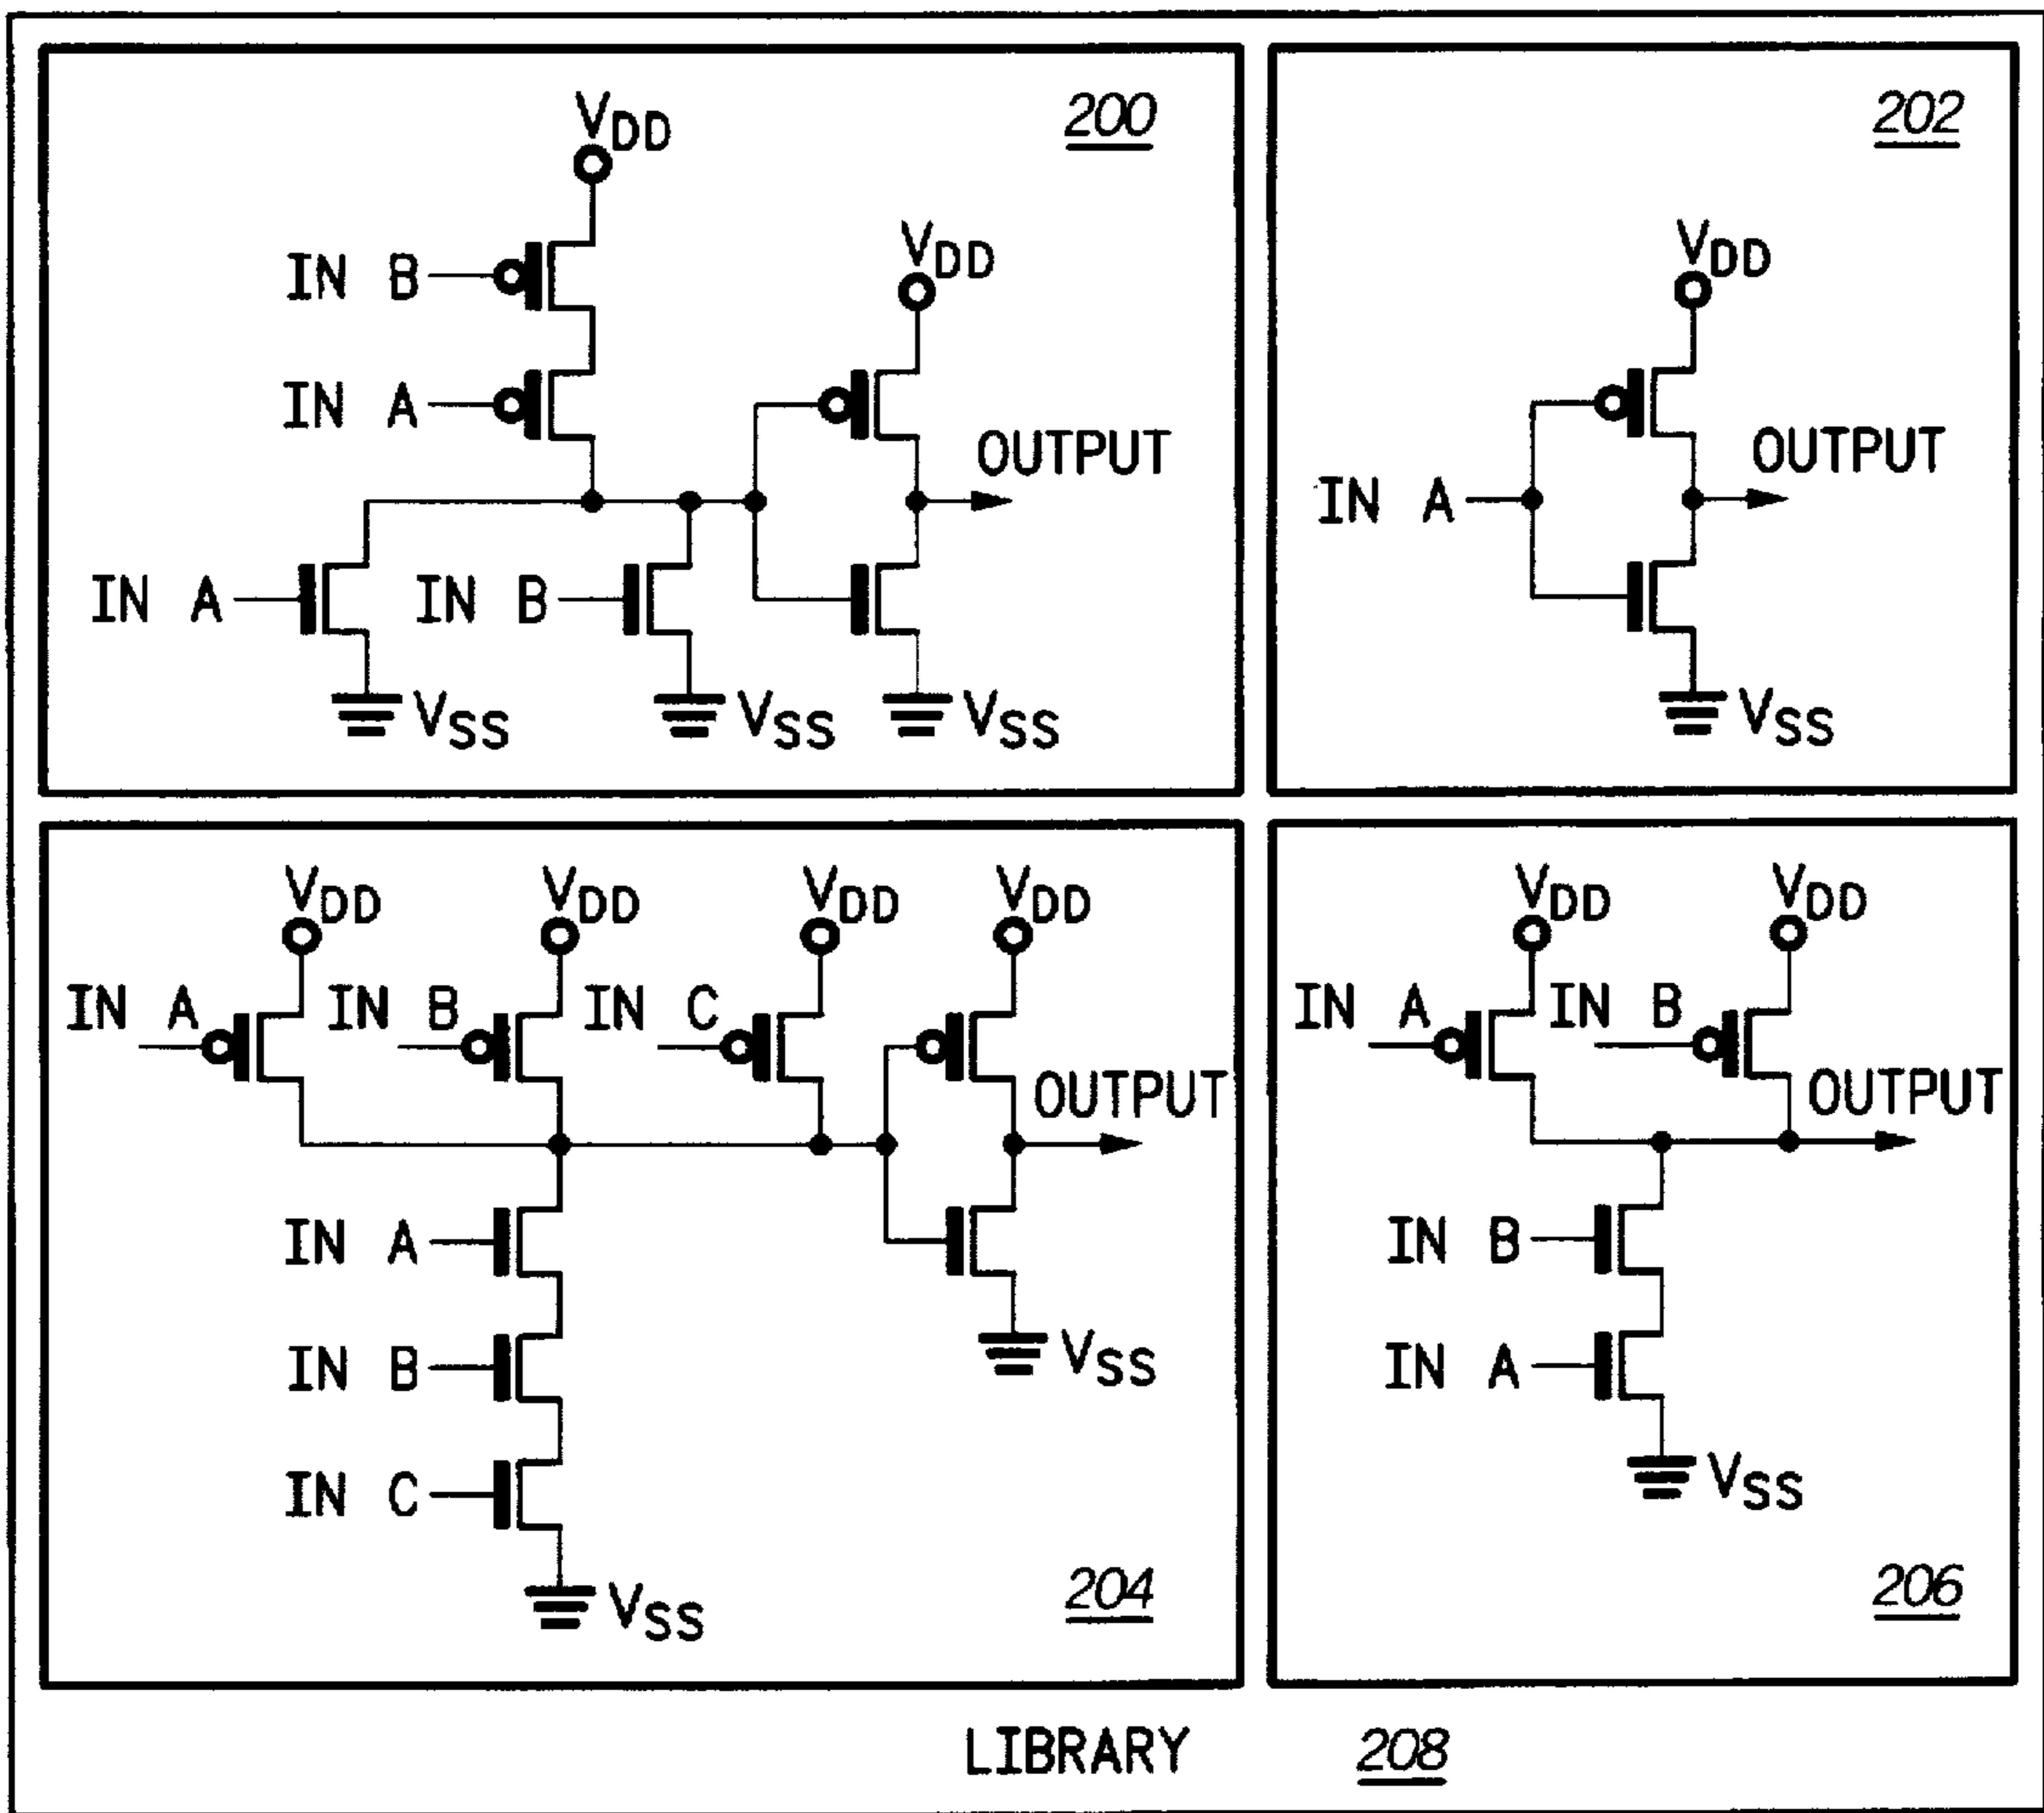 200
VDD
IN B
VDD
IN A
OUTPUT
IN A
IN B
VSS
VSS
VSS
202
VDD
OUTPUT
IN A
VSS
VDD
VDD
VDD
VDD
IN A
IN B
IN C
OUTPUT
IN A
VSS
IN B
IN C
VSS
204
VDD
VDD
IN A
IN B
OUTPUT
IN B
IN A
VSS
206
LIBRARY 208